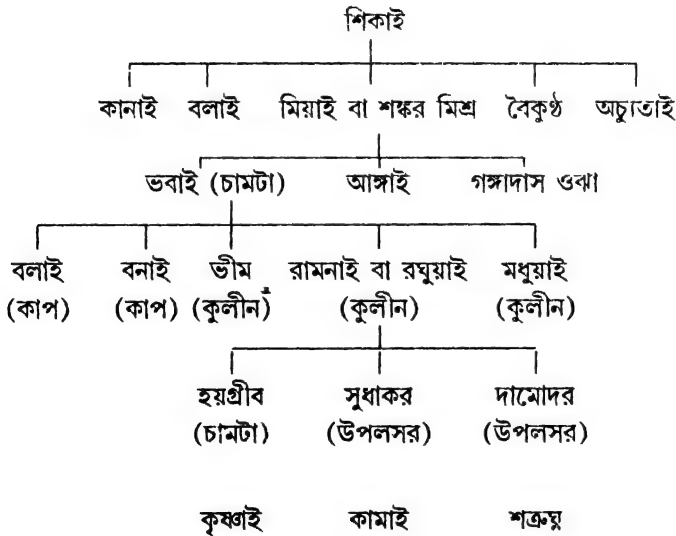 শিকাই
কানাই বলাই মিয়াই বা শঙ্কর মিশ্র বৈকুণ্ঠ অচ্যুতাই
ভবাই (চামটা) আঙ্গাই গঙ্গাদাস ওঝা
বলাই বনাই ভীম রামনাই বা রঘুয়াই মধুয়াই
(কাপ) (কাপ) (কুলীন) (কুলীন) (কুলীন)
হয়গ্রীব সুধাকর দামোদর
(চামটা) (উপলসর) (উপলসর)
কৃষ্ণাই কামাই শত্রুঘ্ন